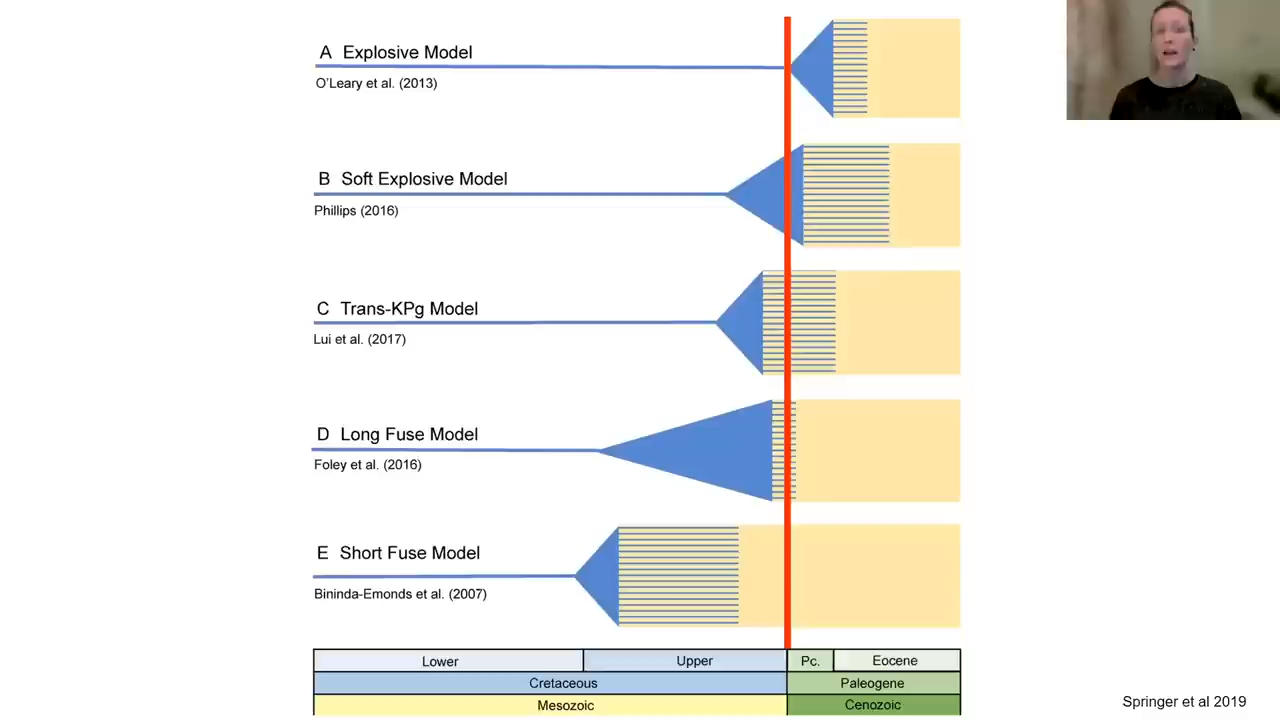 A Explosive Model
O'Leary et al. (2013)
B Soft Explosive Model
Phillips (2016)
C Trans-KPg Model
Lui et al. (2017)
D Long Fuse Model
Foley et al. (2016)
E Short Fuse Model
Bininda-Emonds et al. (2007)
Lower Upper Pc. Eocene
Cretaceous Paleogene
Mesozoic Cenozoic
Springer et al 2019